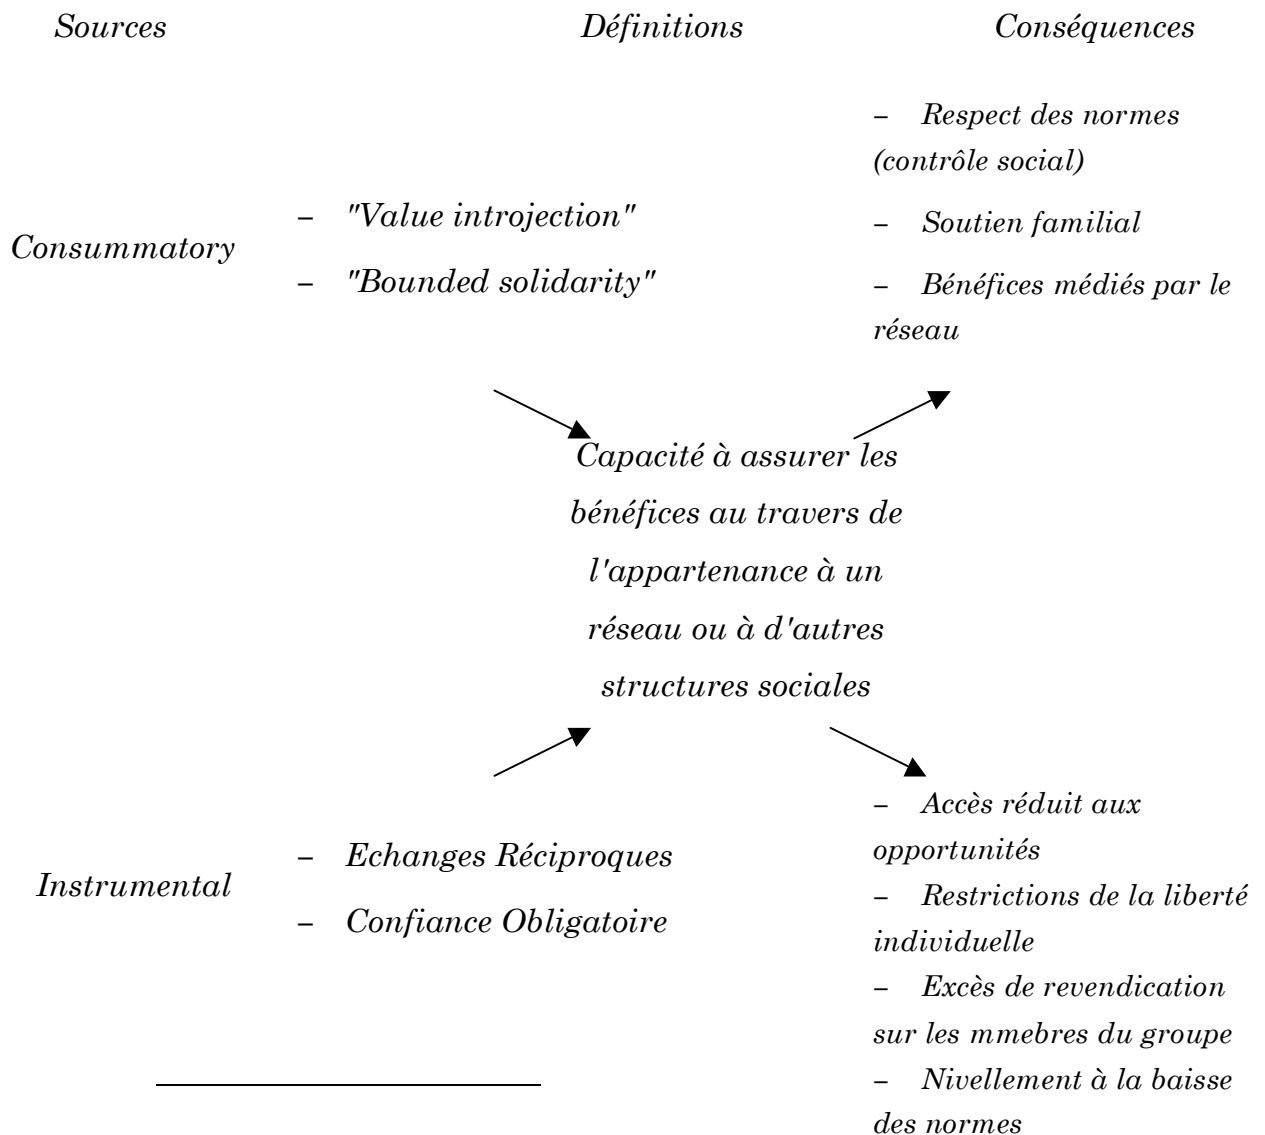 Sources Définitions Conséquences
– Respect des normes
(contrôle social)
– Soutien familial
– Bénéfices médiés par le
réseau
Consummatory
– "Value introjection"
– "Bounded solidarity"
Capacité à assurer les
bénéfices au travers de
l'appartenance à un
réseau ou à d'autres
structures sociales
Instrumental
– Echanges Réciproques
– Confiance Obligatoire
– Accès réduit aux
opportunités
– Restrictions de la liberté
individuelle
– Excès de revendication
sur les mmebres du groupe
– Nivellement à la baisse
des normes